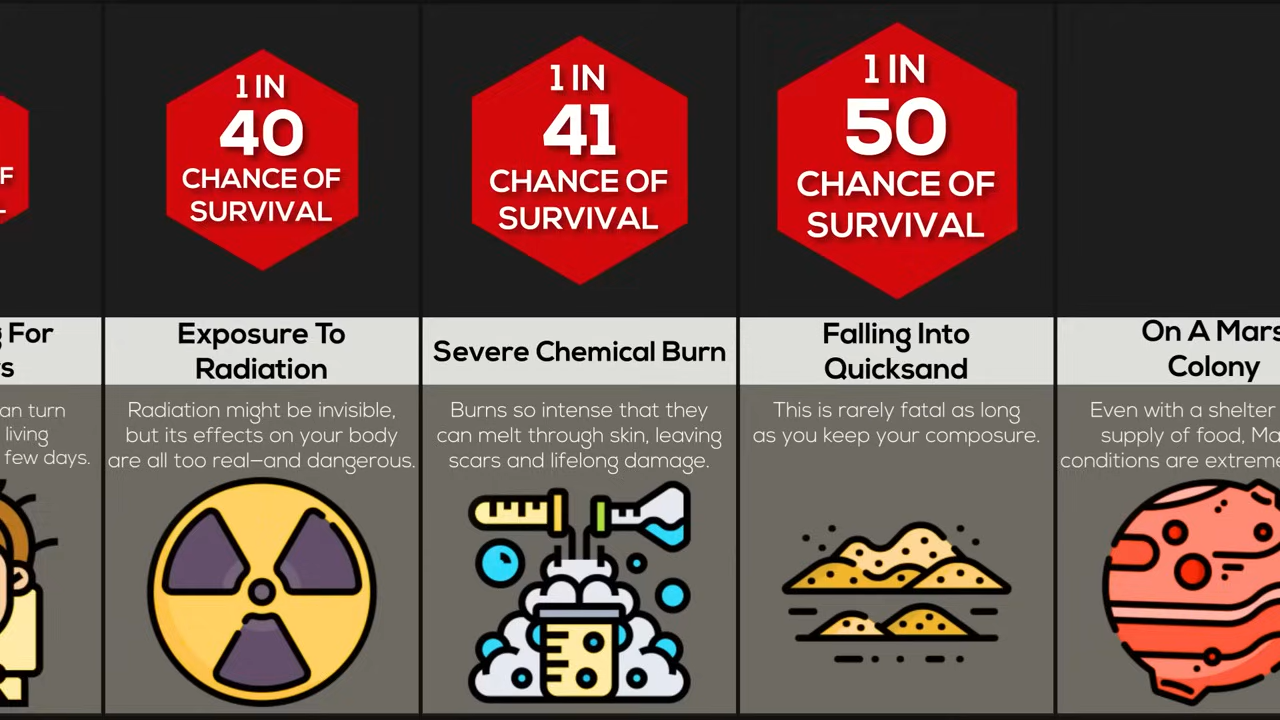 F
g For
s
an turn
living
few days.
1 IN
40
CHANCE OF
SURVIVAL
Exposure To
Radiation
Radiation might be invisible,
but its effects on your body
are all too real—and dangerous.
1 IN
41
CHANCE OF
SURVIVAL
Severe Chemical Burn
Burns so intense that they
can melt through skin, leaving
scars and lifelong damage.
1 IN
50
CHANCE OF
SURVIVAL
Falling Into
Quicksand
This is rarely fatal as long
as you keep your composure.
On A Mars
Colony
Even with a shelter
supply of food, Ma
conditions are extreme